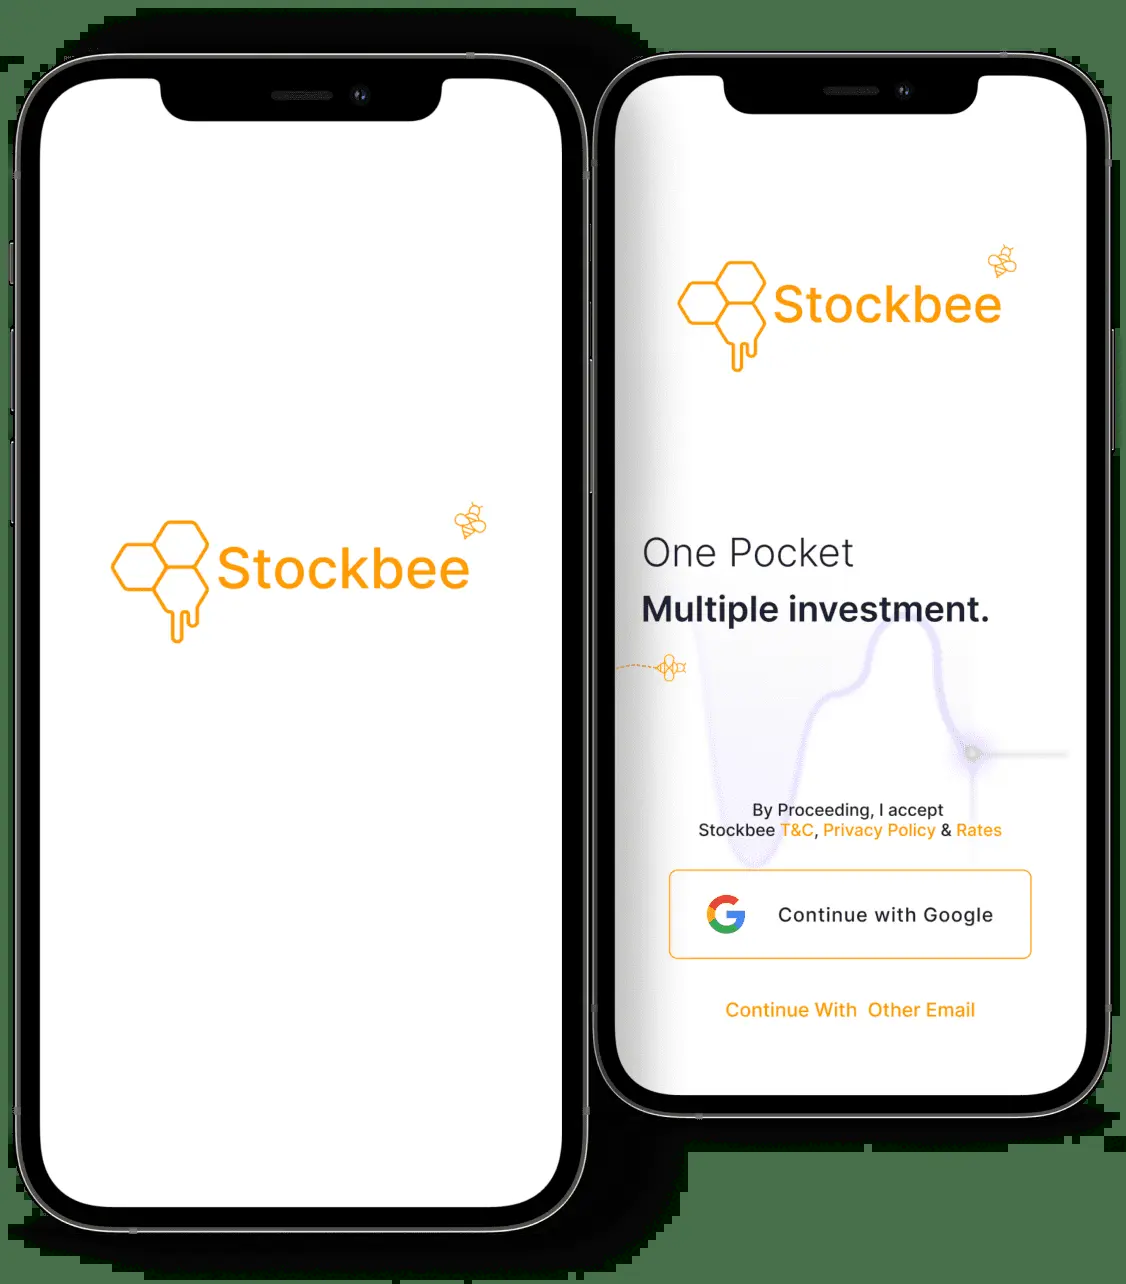 Stockbee
Stockbee
One Pocket
Multiple investment.
By Proceeding, I accept
Stockbee T&C, Privacy Policy & Rates
Continue with Google
Continue With Other Email